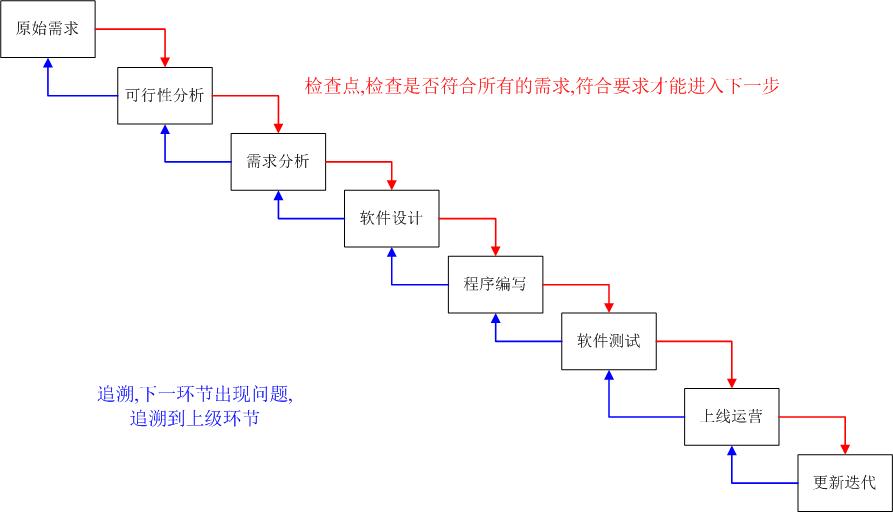 原始需求
可行性分析
检查点,检查是否符合所有的需求,符合要求才能进入下一步
需求分析
软件设计
程序编写
软件测试
追溯,下一环节出现问题,
追溯到上级环节
上线运营
更新迭代